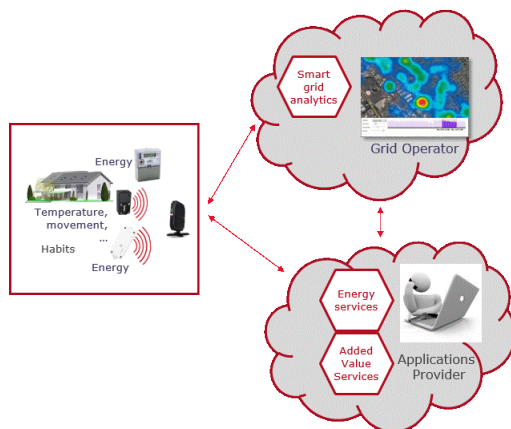 Smart
grid
analytics
Grid Operator
Energy
Temperature,
movement,
...
Habits
Energy
Energy
services
Added
Value
Services
Applications
Provider